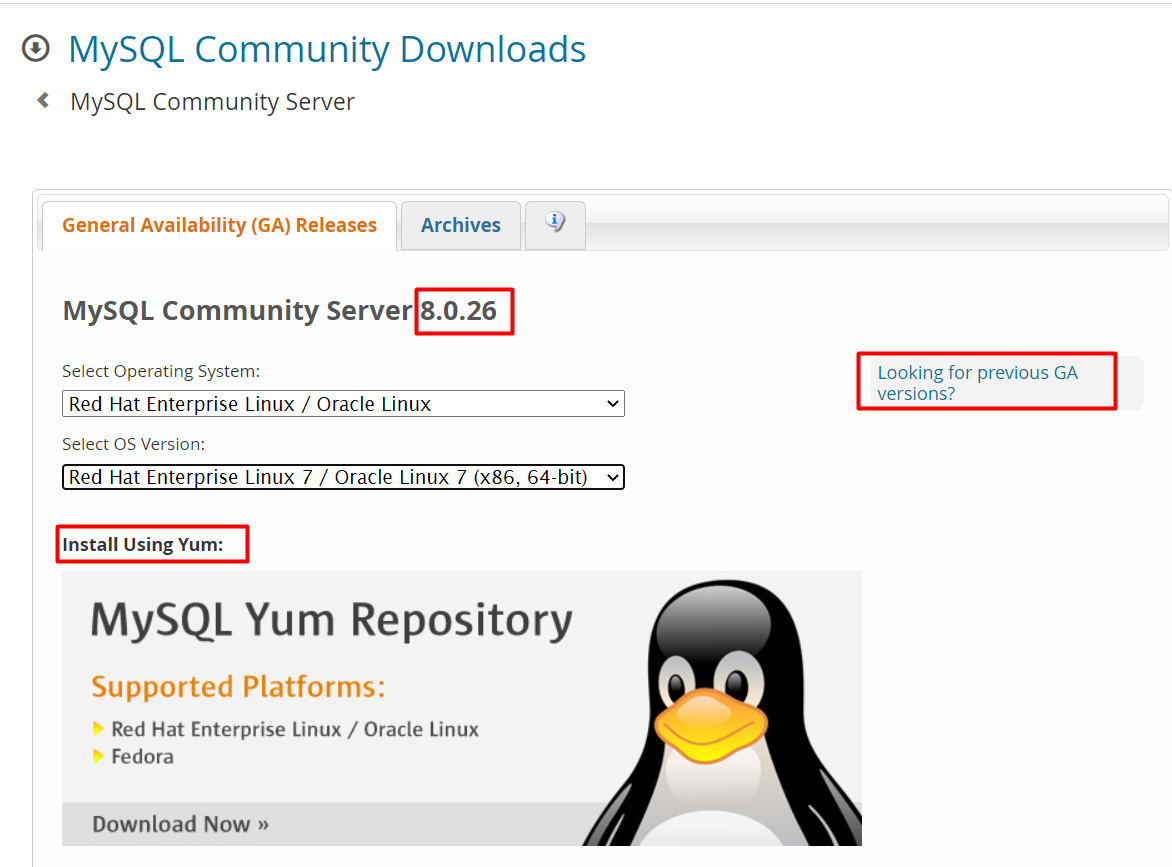 MySQL Community Downloads
MySQL Community Server
General Availability (GA) Releases
Archives
MySQL Community Server 8.0.26
Select Operating System:
Red Hat Enterprise Linux / Oracle Linux
Looking for previous GA
versions?
Select OS Version:
Red Hat Enterprise Linux 7 / Oracle Linux 7 (x86, 64-bit)
Install Using Yum:
MySQL Yum Repository
Supported Platforms:
Red Hat Enterprise Linux / Oracle Linux
Fedora
Download Now »